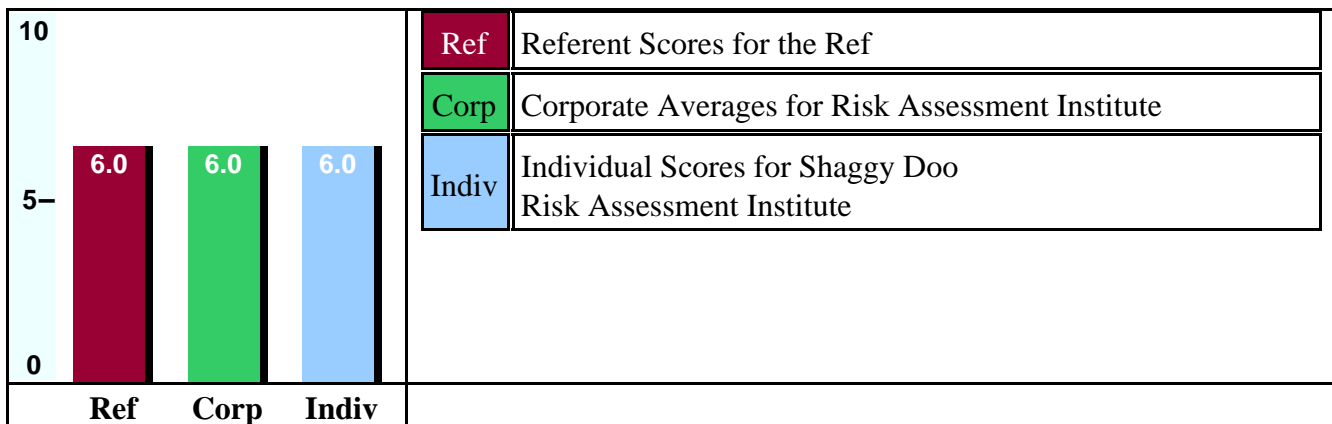 10
5
0
6.0
6.0
6.0
Ref
Corp
Indiv
Ref
Referent Scores for the Ref
Corp
Corporate Averages for Risk Assessment Institute
Indiv
Individual Scores for Shaggy Doo
Risk Assessment Institute